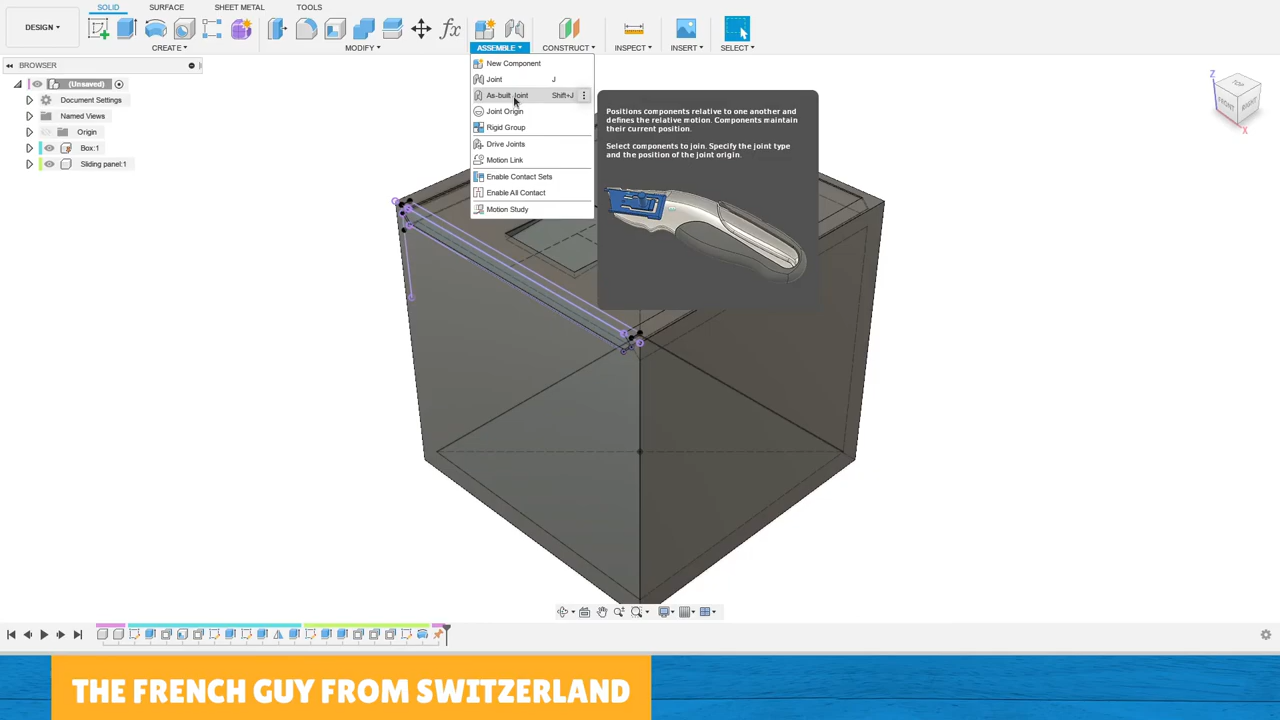 SOLID
SURFACE
SHEET METAL
TOOLS
DESIGN
CREATE
MODIFY
ASSEMBLE
CONSTRUCT
INSPECT
INSERT
SELECT
BROWSER
(Unsaved)
Document Settings
Named Views
Origin
Box:1
Sliding panel:1
New Component
Joint J
As-built Joint Shift+J
Joint Origin
Rigid Group
Drive Joints
Motion Link
Enable Contact Sets
Enable All Contact
Motion Study
Positions components relative to one another and
defines the relative motion. Components maintain
their current position.
Select components to join. Specify the joint type
and the position of the joint origin.
Z
TOP
FRONT
RIGHT
X
THE FRENCH GUY FROM SWITZERLAND